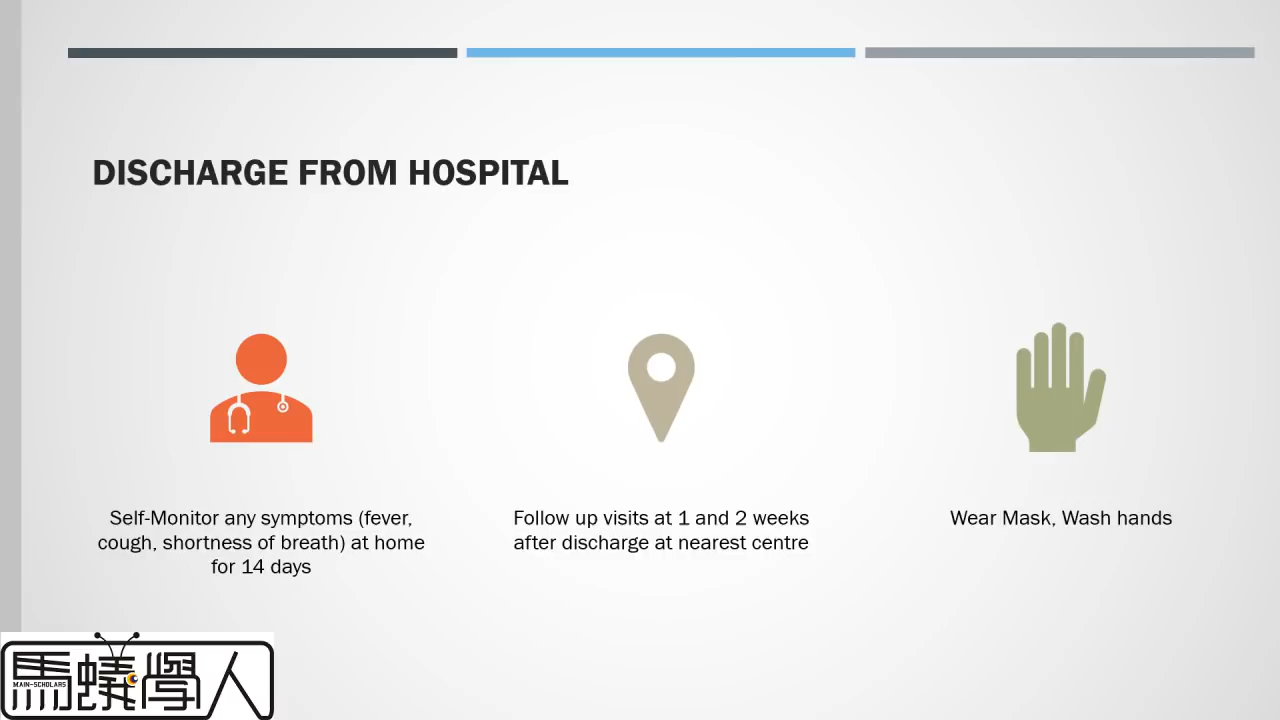 DISCHARGE FROM HOSPITAL
Self-Monitor any symptoms (fever,
cough, shortness of breath) at home
for 14 days
Follow up visits at 1 and 2 weeks
after discharge at nearest centre
Wear Mask, Wash hands
馬蟻學人
MAIN-SCHOLARS